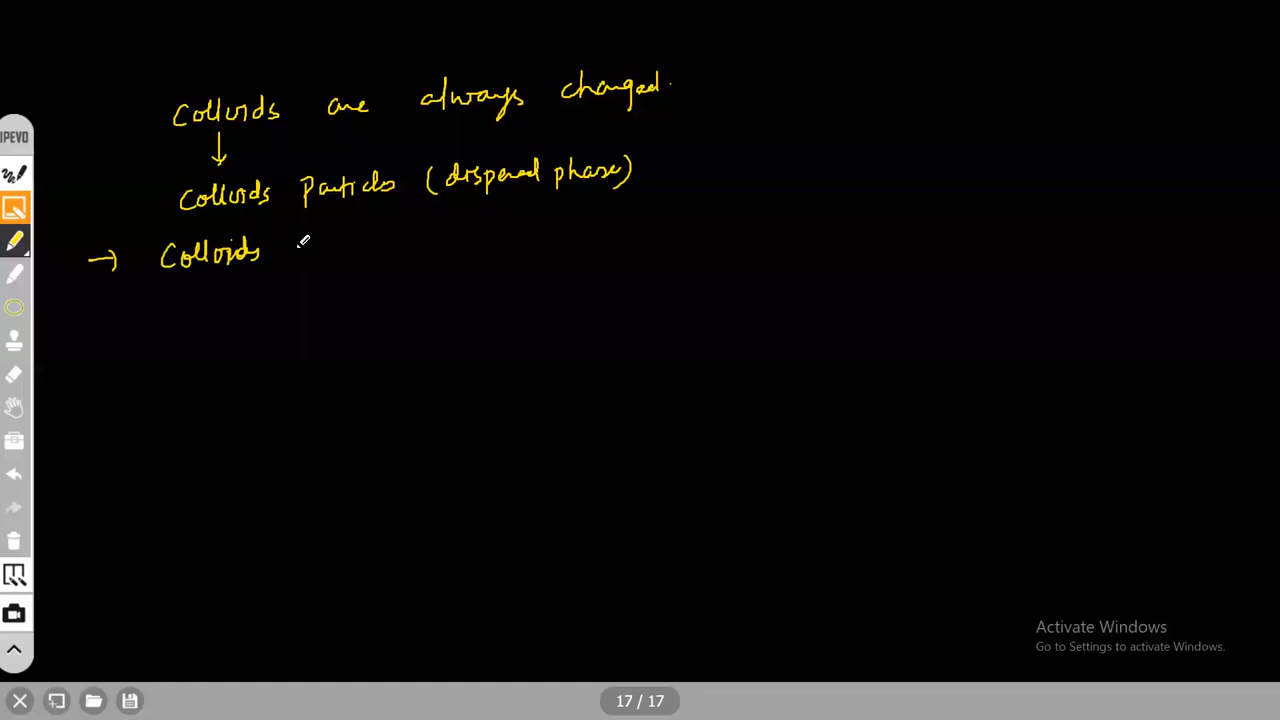 Colloids are always charged.
↓
Colloids Particles (dispersed phase)
→ Colloids
IPEVO
Activate Windows
Go to Settings to activate Windows.
17 / 17